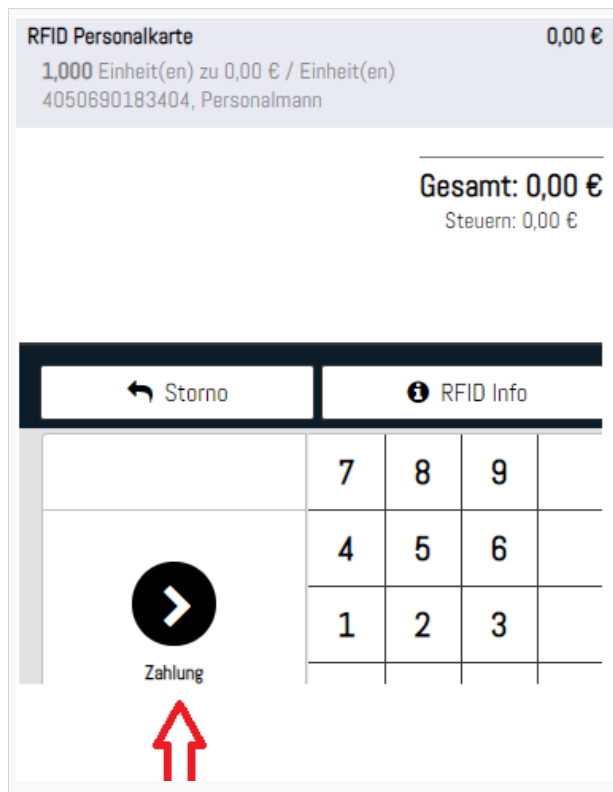 RFID Personalkarte 0,00 €
1,000 Einheit(en) zu 0,00 € / Einheit(en)
4050690183404, Personalmann
Gesamt: 0,00 €
Steuern: 0,00 €
Storno RFID Info
7 8 9
4 5 6
1 2 3
Zahlung